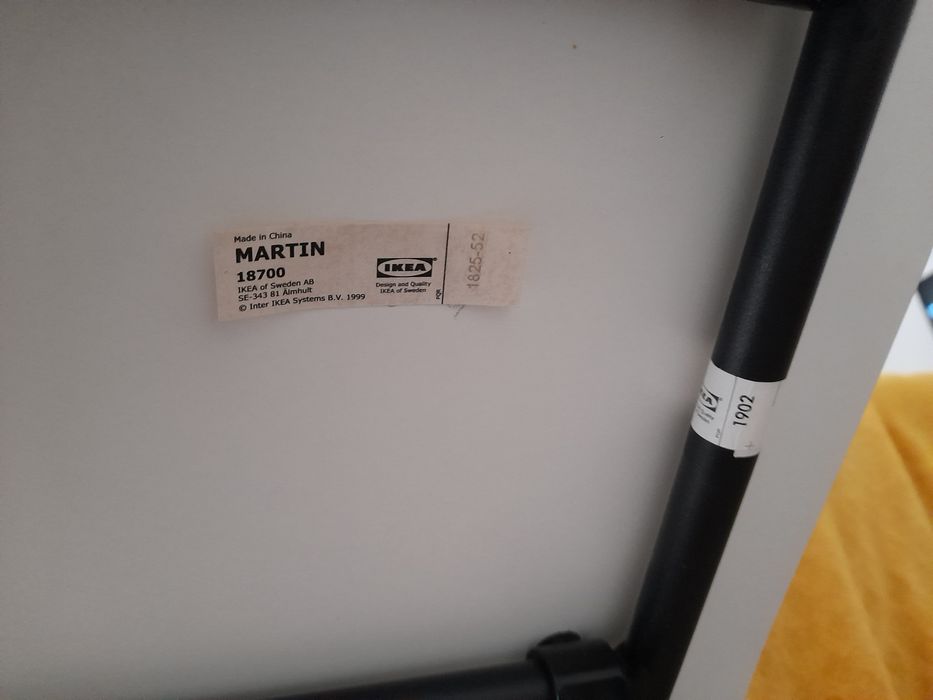 Made in China
MARTIN
18700
IKEA of Sweden AB
SE-343 81 Älmhult
© Inter IKEA Systems B.V. 1999
IKEA®
Design and Quality
IKEA of Sweden
PQR
1825-52
1902